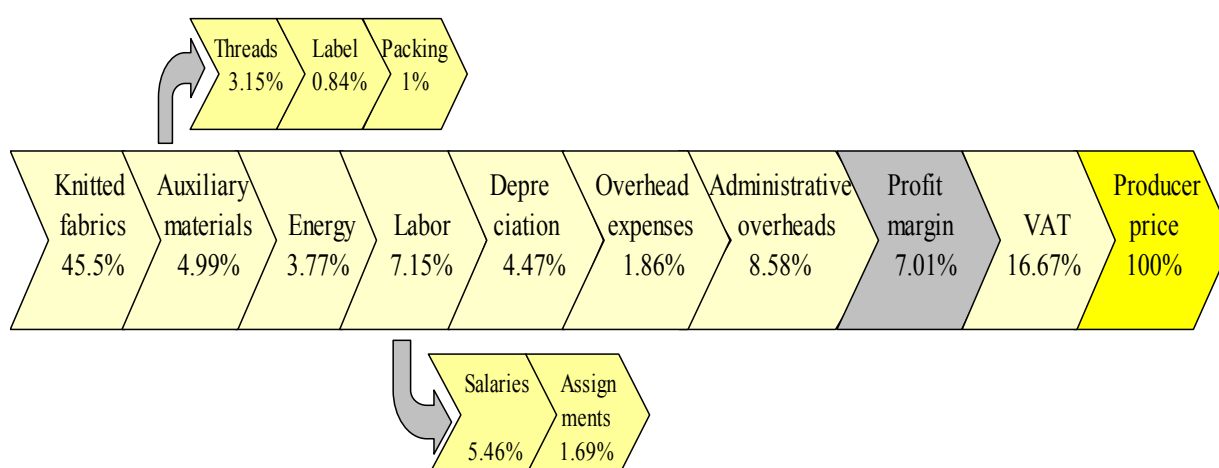 Threads
3.15%
Label
0.84%
Packing
1%
Knitted
fabrics
45.5%
Auxiliary
materials
4.99%
Energy
3.77%
Labor
7.15%
Depre
ciation
4.47%
Overhead
expenses
1.86%
Administrative
overheads
8.58%
Profit
margin
7.01%
VAT
16.67%
Producer
price
100%
Salaries
5.46%
Assign
ments
1.69%